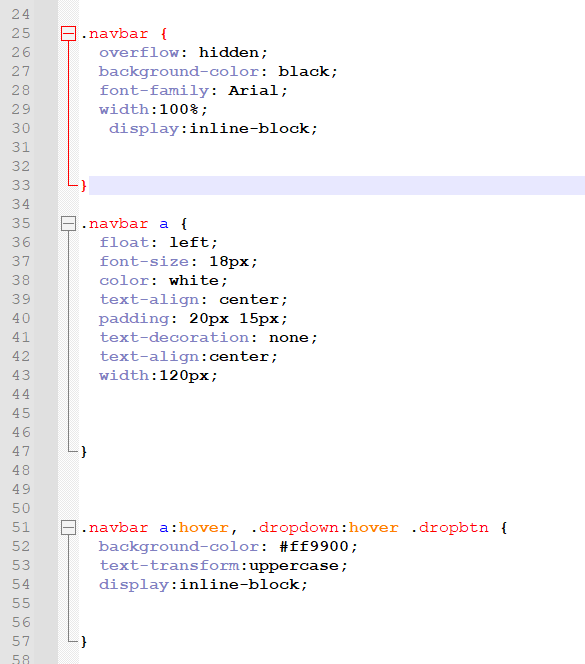 24
25 .navbar {
26 overflow: hidden;
27 background-color: black;
28 font-family: Arial;
29 width:100%;
30 display:inline-block;
31
32
33 }
34
35 .navbar a {
36 float: left;
37 font-size: 18px;
38 color: white;
39 text-align: center;
40 padding: 20px 15px;
41 text-decoration: none;
42 text-align:center;
43 width:120px;
44
45
46
47 }
48
49
50
51 .navbar a:hover, .dropdown:hover .dropbtn {
52 background-color: #ff9900;
53 text-transform:uppercase;
54 display:inline-block;
55
56
57 }
58